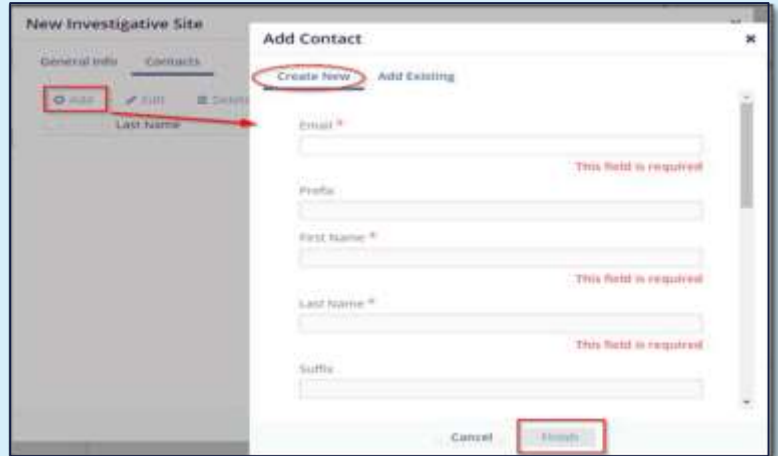 New Investigative Site
General Info Contacts
Add Edit Delete
Last Name
Add Contact
Create New Add Existing
Email *
This field is required
Prefix
First Name *
This field is required
Last Name *
This field is required
Suffix
Cancel Finish